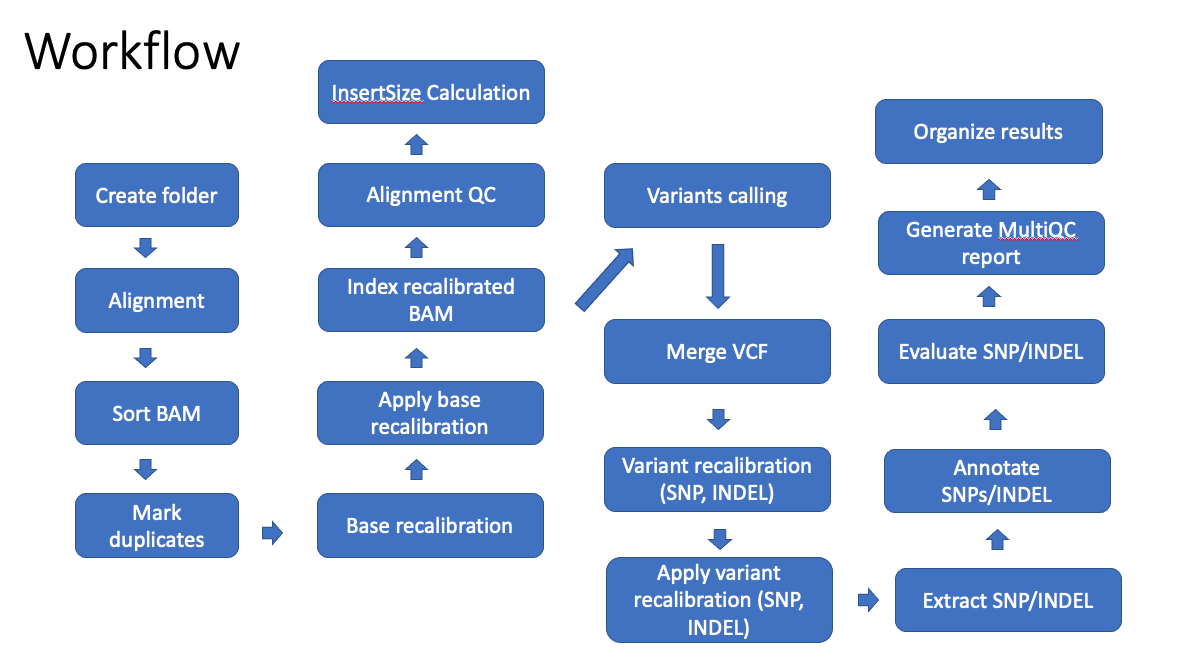 Workflow
Create folder
Alignment
Sort BAM
Mark
duplicates
Base recalibration
Apply base
recalibration
Index recalibrated
BAM
Alignment QC
InsertSize Calculation
Variants calling
Merge VCF
Variant recalibration
(SNP, INDEL)
Apply variant
recalibration (SNP,
INDEL)
Extract SNP/INDEL
Annotate
SNPs/INDEL
Evaluate SNP/INDEL
Generate MultiQC
report
Organize results